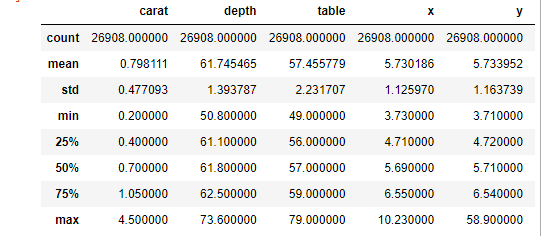 carat depth table x y
count 26908.000000 26908.000000 26908.000000 26908.000000 26908.000000
mean 0.798111 61.745465 57.455779 5.730186 5.733952
std 0.477093 1.393787 2.231707 1.125970 1.163739
min 0.200000 50.800000 49.000000 3.730000 3.710000
25% 0.400000 61.100000 56.000000 4.710000 4.720000
50% 0.700000 61.800000 57.000000 5.690000 5.710000
75% 1.050000 62.500000 59.000000 6.550000 6.540000
max 4.500000 73.600000 79.000000 10.230000 58.900000